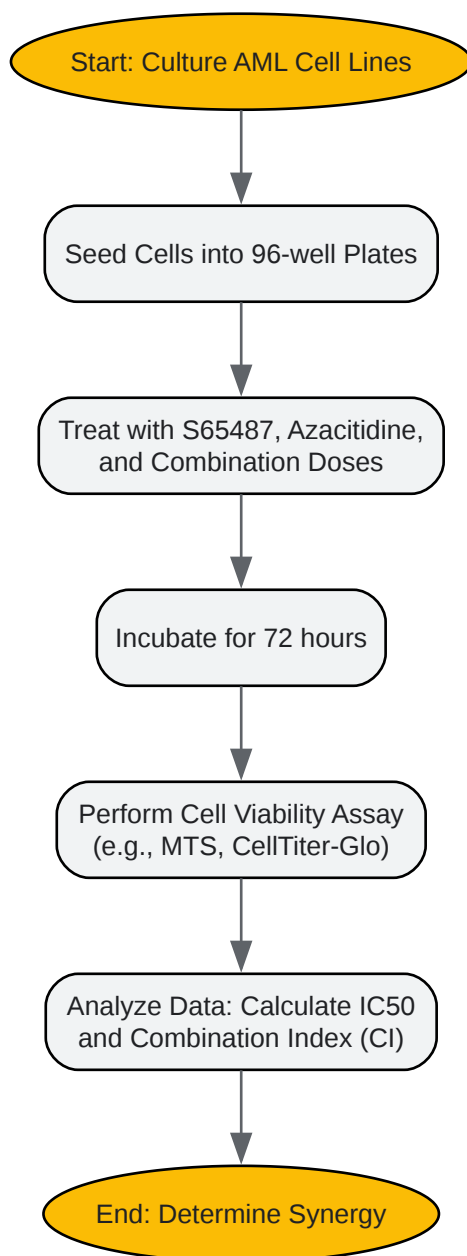 Start: Culture AML Cell Lines
Seed Cells into 96-well Plates
Treat with S65487, Azacitidine,
and Combination Doses
Incubate for 72 hours
Perform Cell Viability Assay
(e.g., MTS, CellTiter-Glo)
Analyze Data: Calculate IC50
and Combination Index (CI)
End: Determine Synergy